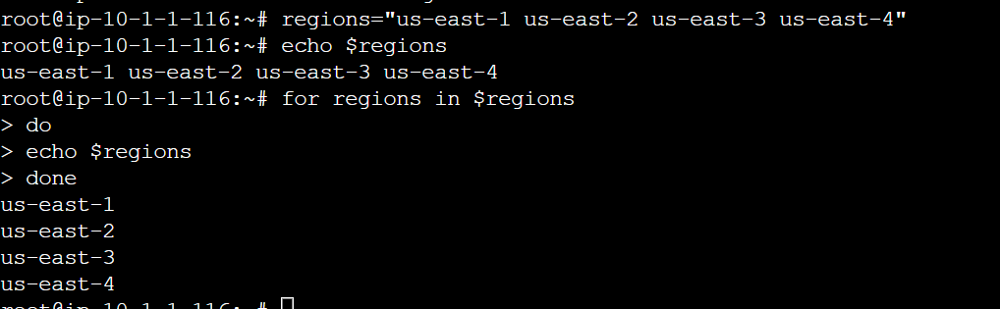 root@ip-10-1-1-116:~# regions="us-east-1 us-east-2 us-east-3 us-east-4"
root@ip-10-1-1-116:~# echo $regions
us-east-1 us-east-2 us-east-3 us-east-4
root@ip-10-1-1-116:~# for regions in $regions
> do
> echo $regions
> done
us-east-1
us-east-2
us-east-3
us-east-4
root@ip-10-1-1-116:~#